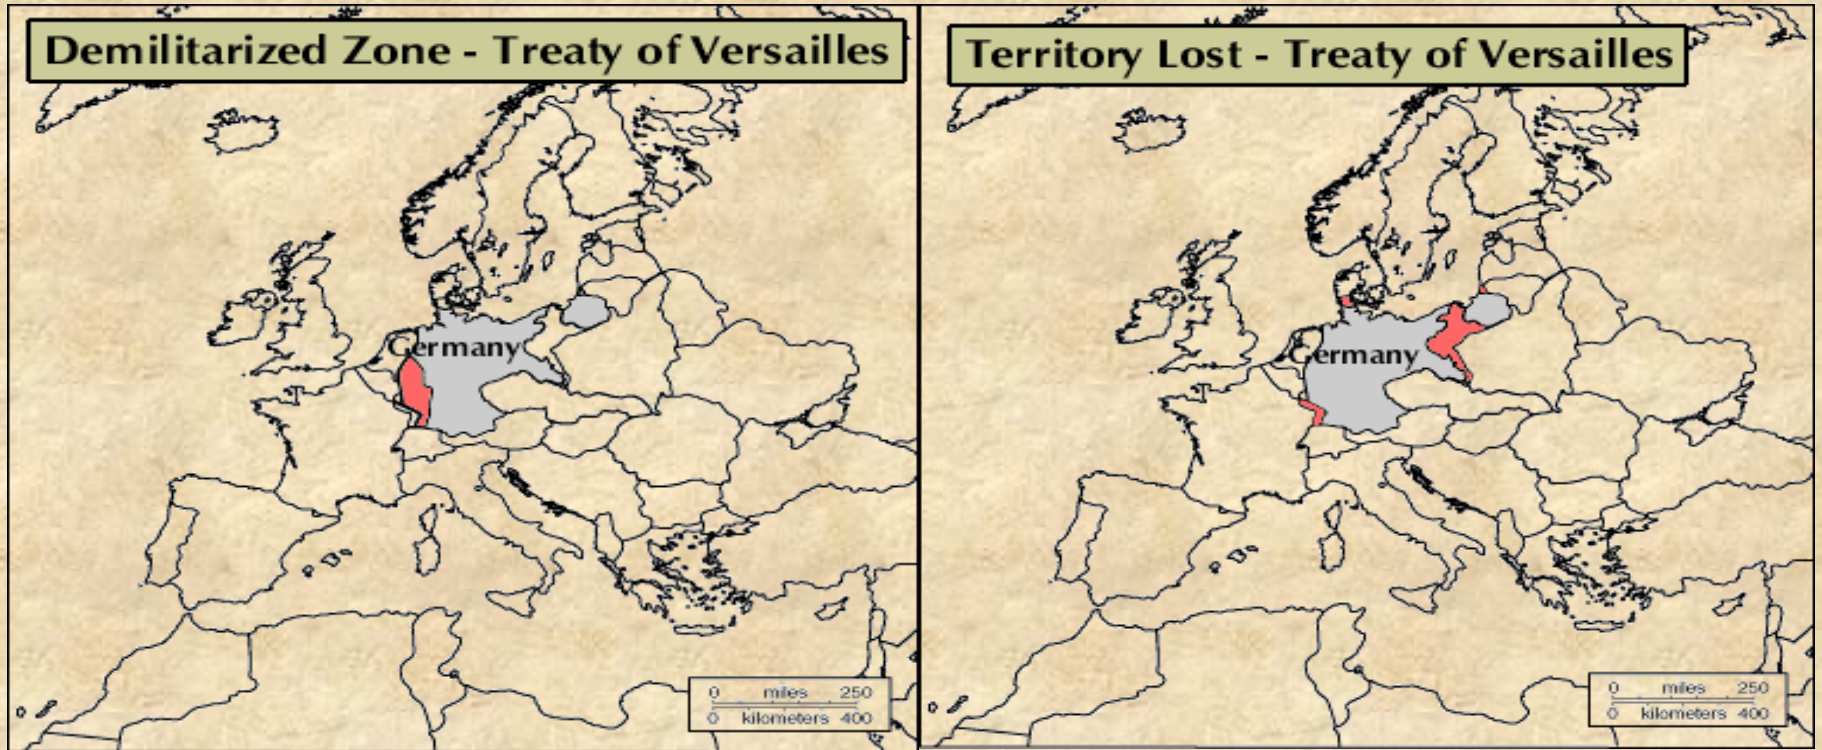 Demilitarized Zone - Treaty of Versailles
Germany
0 miles 250
0 kilometers 400
Territory Lost - Treaty of Versailles
Germany
0 miles 250
0 kilometers 400